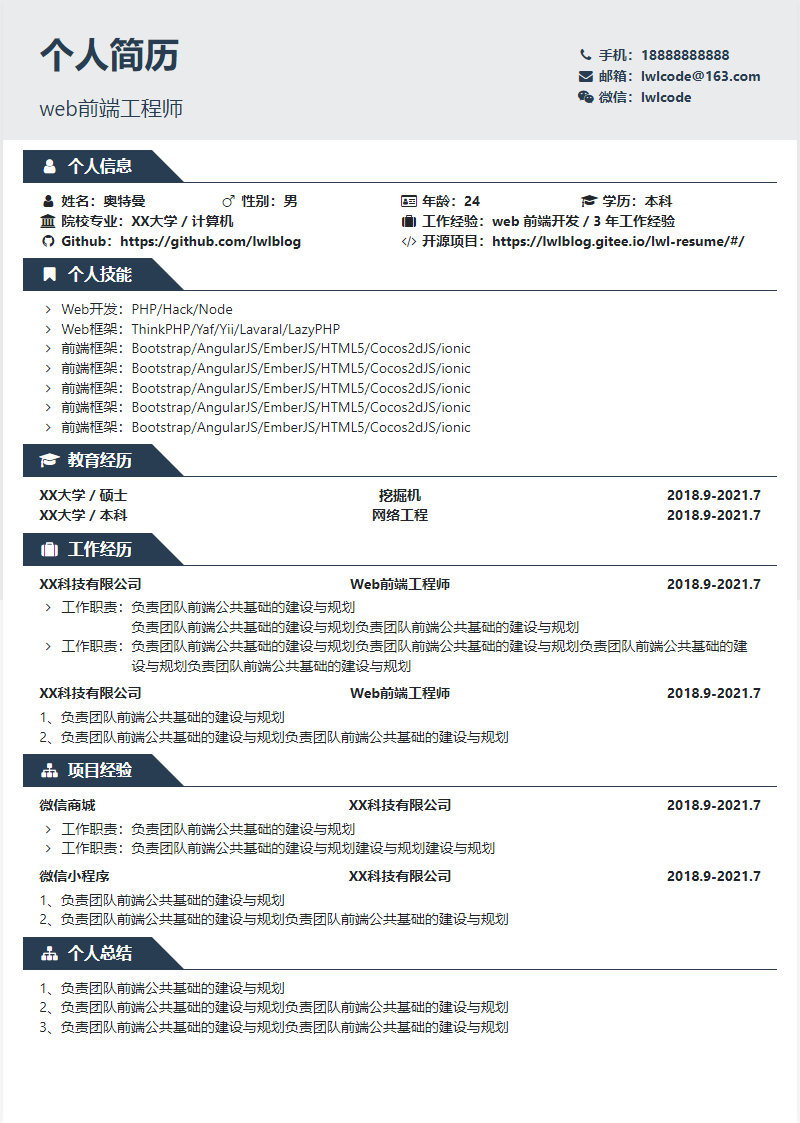 个人简历
web前端工程师
手机：18888888888
邮箱：lwlcode@163.com
微信：lwlcode
个人信息
姓名：奥特曼 性别：男 年龄：24 学历：本科
院校专业：XX大学 / 计算机 工作经验：web 前端开发 / 3 年工作经验
Github：https://github.com/lwlblog 开源项目：https://lwlblog.gitee.io/lwl-resume/#/
个人技能
Web开发：PHP/Hack/Node
Web框架：ThinkPHP/Yaf/Yii/Lavaral/LazyPHP
前端框架：Bootstrap/AngularJS/EmberJS/HTML5/Cocos2dJS/ionic
前端框架：Bootstrap/AngularJS/EmberJS/HTML5/Cocos2dJS/ionic
前端框架：Bootstrap/AngularJS/EmberJS/HTML5/Cocos2dJS/ionic
前端框架：Bootstrap/AngularJS/EmberJS/HTML5/Cocos2dJS/ionic
前端框架：Bootstrap/AngularJS/EmberJS/HTML5/Cocos2dJS/ionic
教育经历
XX大学 / 硕士 挖掘机 2018.9-2021.7
XX大学 / 本科 网络工程 2018.9-2021.7
工作经历
XX科技有限公司 Web前端工程师 2018.9-2021.7
工作职责：负责团队前端公共基础的建设与规划
负责团队前端公共基础的建设与规划负责团队前端公共基础的建设与规划
工作职责：负责团队前端公共基础的建设与规划负责团队前端公共基础的建设与规划负责团队前端公共基础的建
设与规划负责团队前端公共基础的建设与规划
XX科技有限公司 Web前端工程师 2018.9-2021.7
1、负责团队前端公共基础的建设与规划
2、负责团队前端公共基础的建设与规划负责团队前端公共基础的建设与规划
项目经验
微信商城 XX科技有限公司 2018.9-2021.7
工作职责：负责团队前端公共基础的建设与规划
工作职责：负责团队前端公共基础的建设与规划建设与规划建设与规划
微信小程序 XX科技有限公司 2018.9-2021.7
1、负责团队前端公共基础的建设与规划
2、负责团队前端公共基础的建设与规划负责团队前端公共基础的建设与规划
个人总结
1、负责团队前端公共基础的建设与规划
2、负责团队前端公共基础的建设与规划负责团队前端公共基础的建设与规划
3、负责团队前端公共基础的建设与规划负责团队前端公共基础的建设与规划